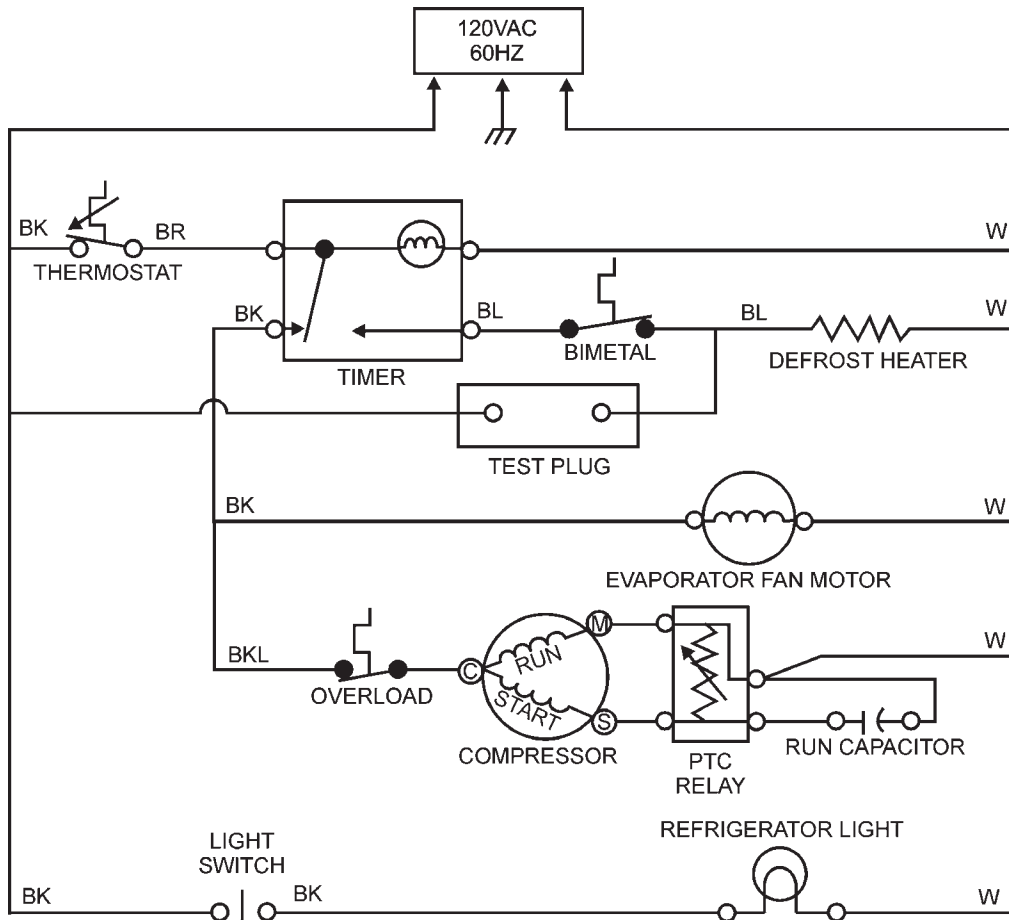 120VAC
60HZ
BK
BR
W
THERMOSTAT
BK
BL
BL
W
BIMETAL
DEFROST HEATER
TIMER
TEST PLUG
BK
W
EVAPORATOR FAN MOTOR
M
BKL
C
RUN
W
OVERLOAD
START
S
COMPRESSOR
PTC
RELAY
RUN CAPACITOR
LIGHT
SWITCH
REFRIGERATOR LIGHT
BK
BK
W